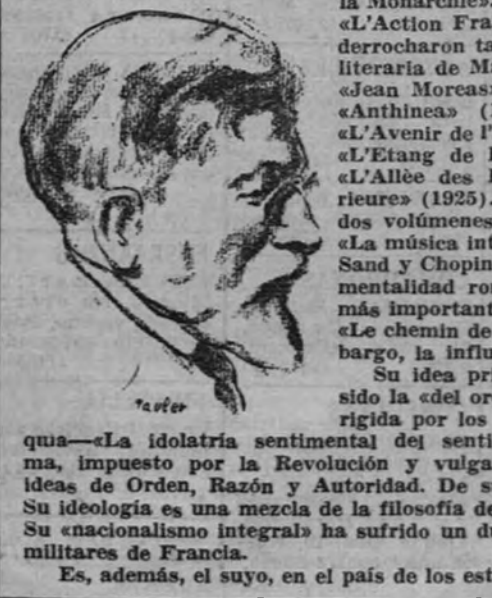 la Monarchie»
«L'Action Fra
derrocharon ta
literaria de Ma
«Jean Moreas»
«Anthinea» (
«L'Avenir de l'
«L'Etang de
«L'Allèe des
rieure» (1925).
dos volúmenes
«La música int
Sand y Chopin
mentalidad ro
más important
«Le chemin de
bargo, la influ
Su idea pri
sido la «del or
rigida por los
quia—«La idolatría sentimental del senti
ma, impuesto por la Revolución y vulga
ideas de Orden, Razón y Autoridad. De s
Su ideología es una mezcla de la filosofía de
Su «nacionalismo integral» ha sufrido un d
militares de Francia.
Es, además, el suyo, en el país de los est